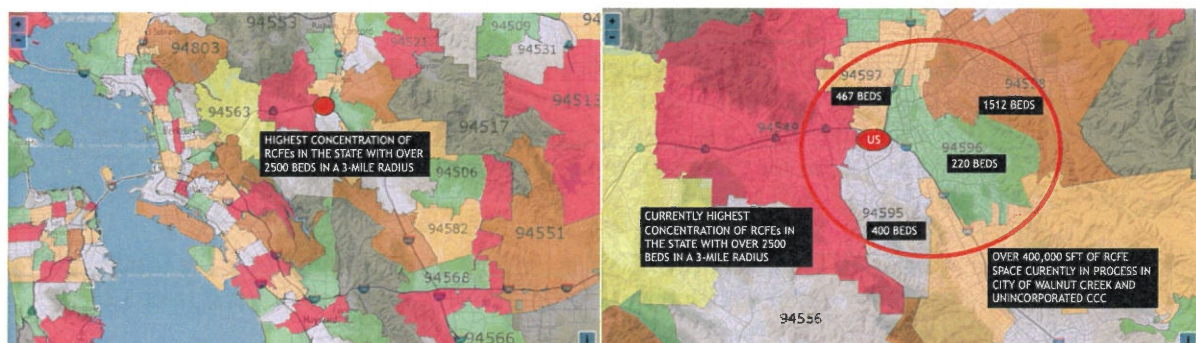 94553
94509
94803
94521
94531
94563
94513
94517
HIGHEST CONCENTRATION OF
RCFEs IN THE STATE WITH OVER
2500 BEDS IN A 3-MILE RADIUS
94506
94582
94551
94568
94566
94597
467 BEDS
1512 BEDS
94549
US
94596
220 BEDS
94595
400 BEDS
CURRENTLY HIGHEST
CONCENTRATION OF RCFEs IN
THE STATE WITH OVER 2500
BEDS IN A 3-MILE RADIUS
OVER 400,000 SFT OF RCFE
SPACE CURENTLY IN PROCESS IN
CITY OF WALNUT CREEK AND
UNINCORPORATED CCC
94556